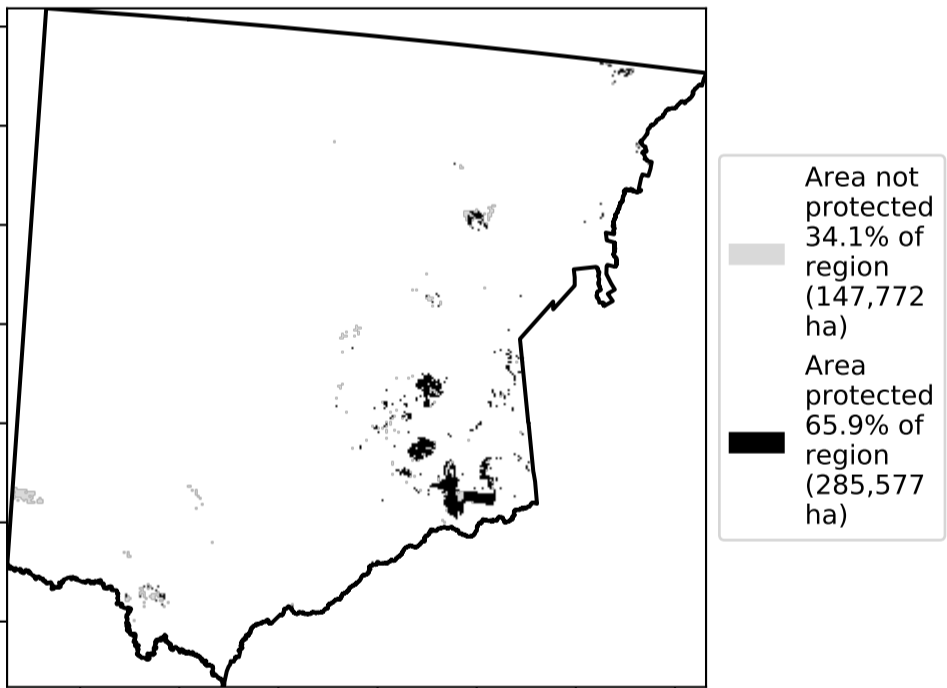 Area not
protected
34.1% of
region
(147,772
ha)
Area
protected
65.9% of
region
(285,577
ha)